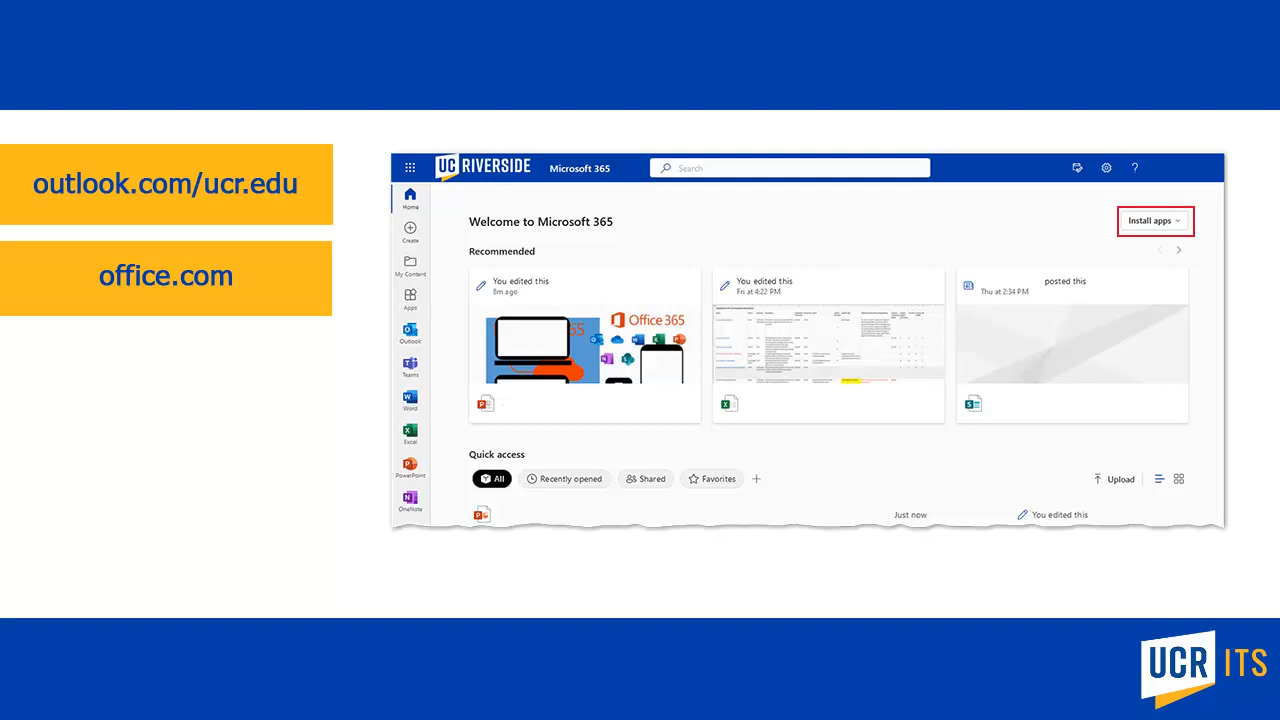 outlook.com/ucr.edu
office.com
UC RIVERSIDE Microsoft 365 Search ?
Home
Create
My Content
Apps
Outlook
Teams
Word
Excel
PowerPoint
OneNote
Welcome to Microsoft 365
Install apps
Recommended
You edited this
8m ago
Office 365
You edited this
Fri at 4:22 PM
posted this
Thu at 2:34 PM
Quick access
All Recently opened Shared Favorites + Upload
Just now You edited this
UCR ITS